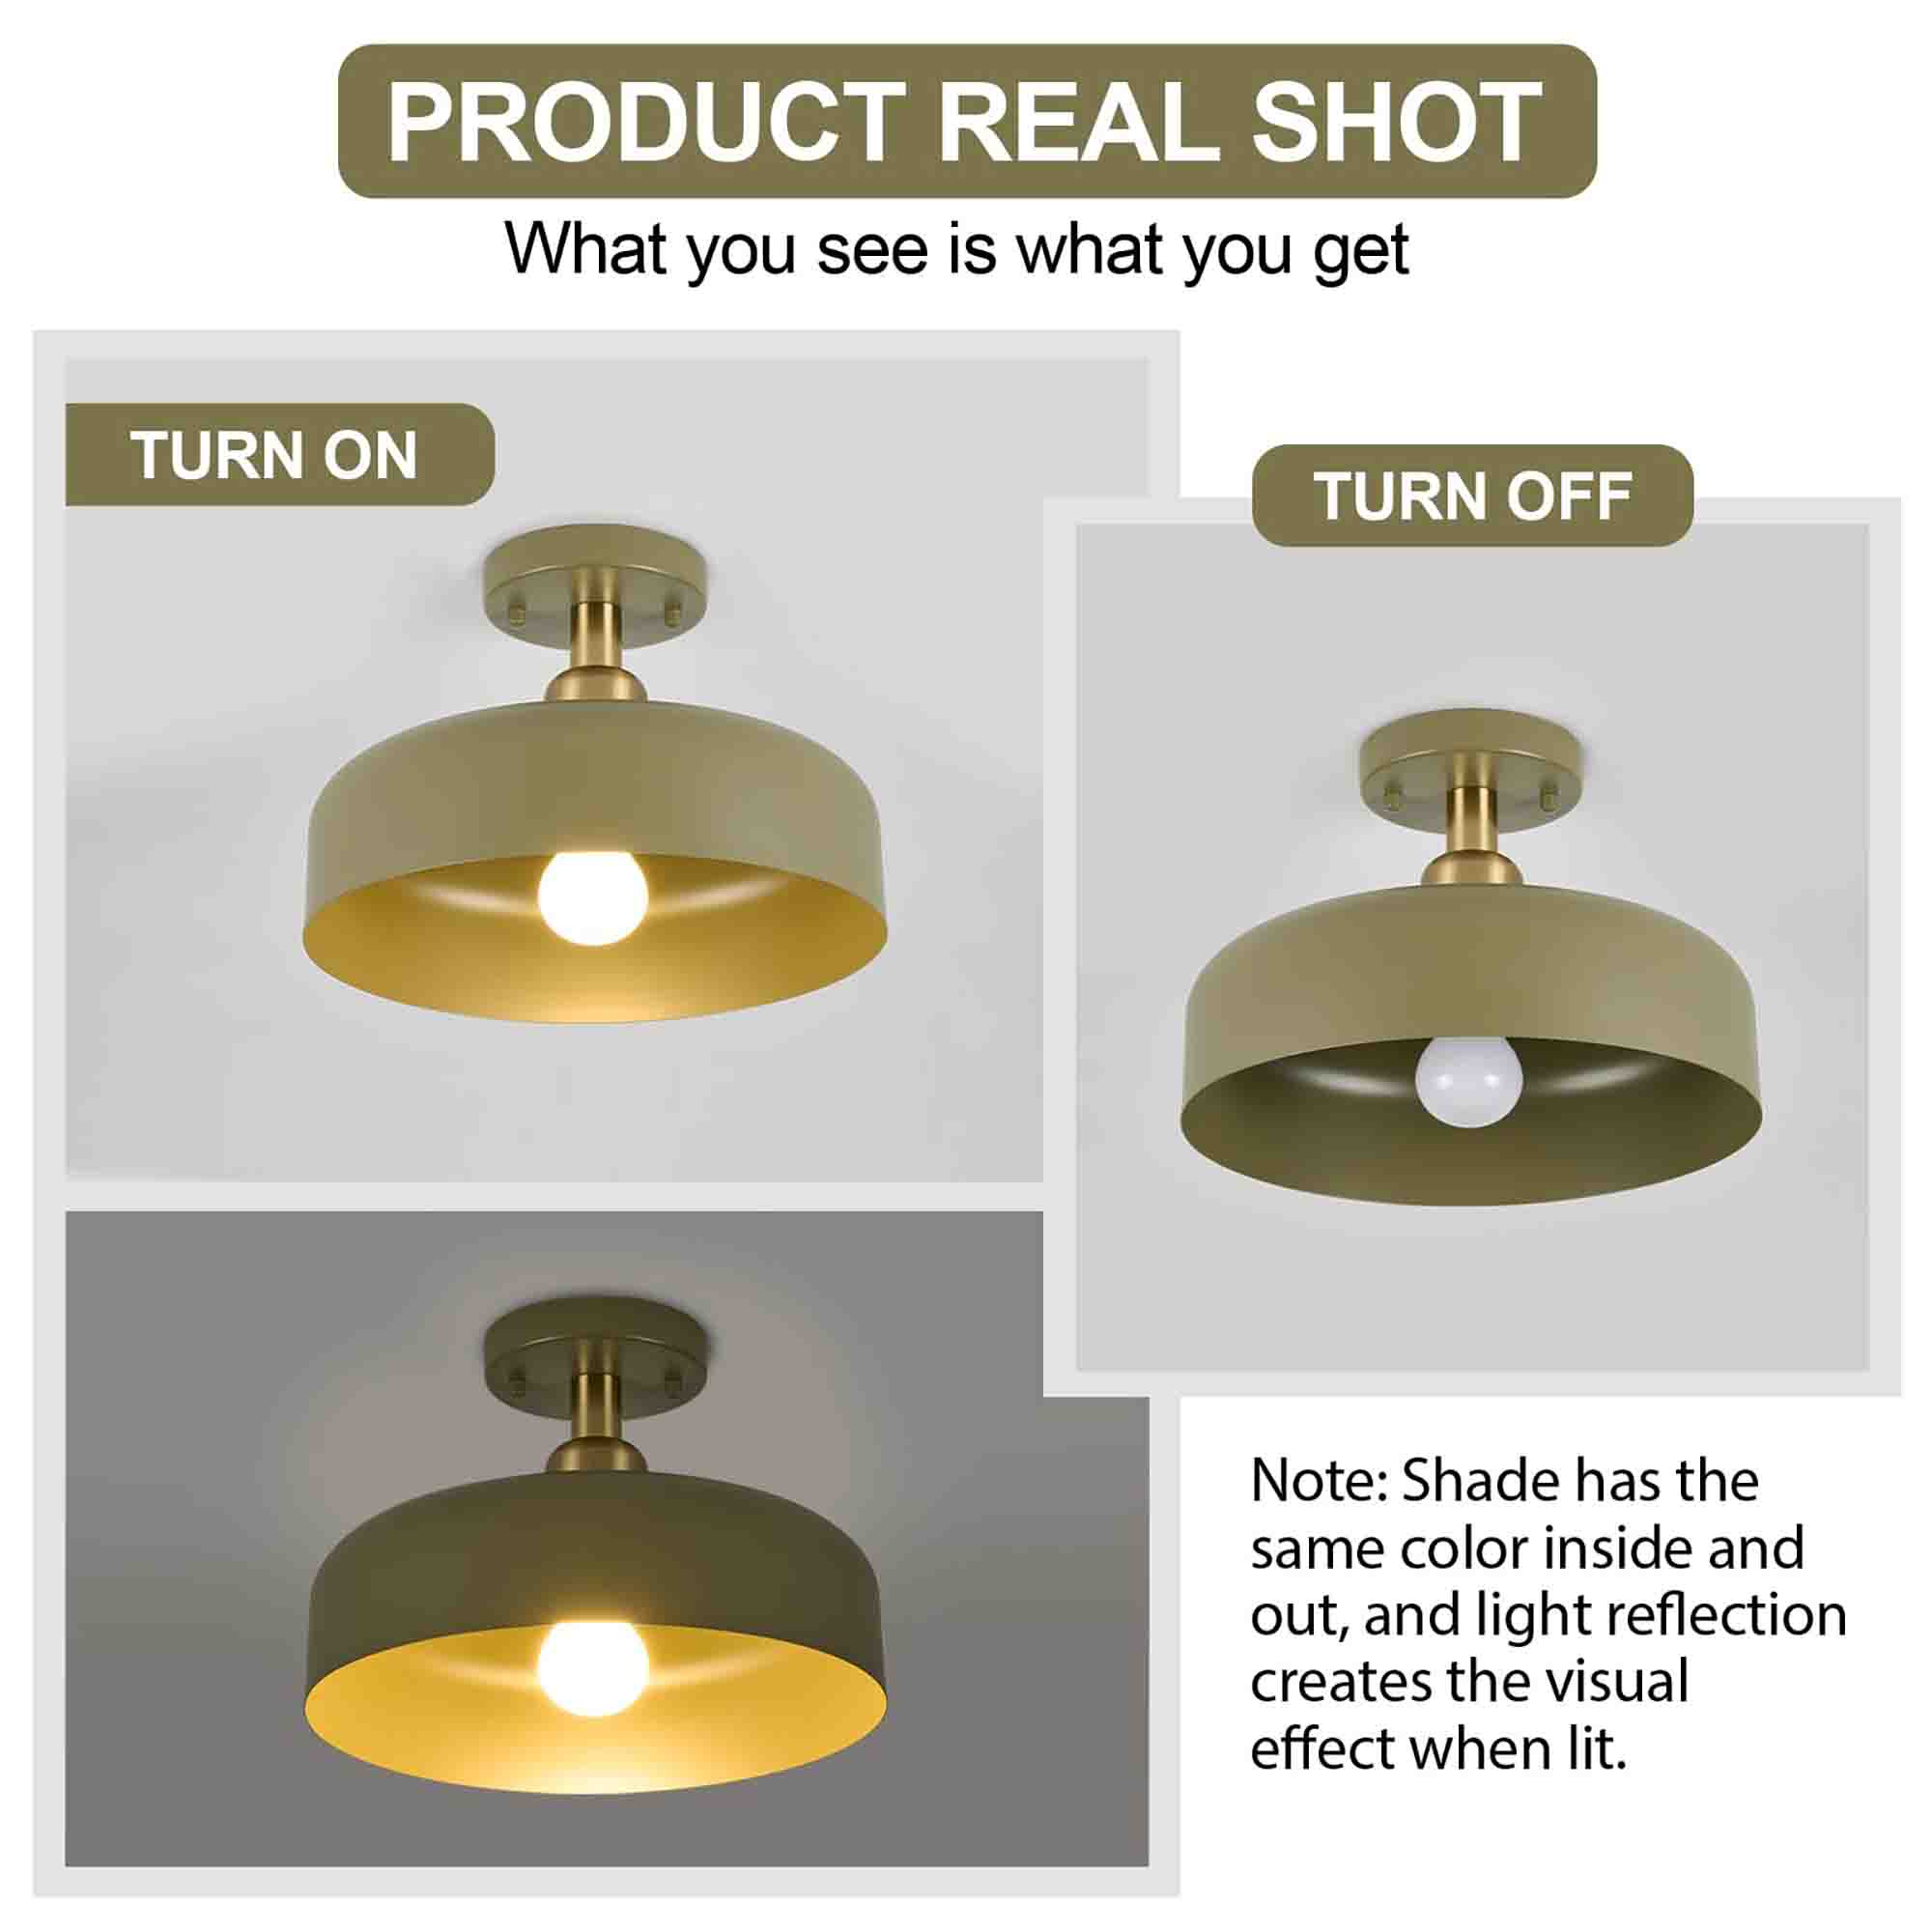 PRODUCT REAL SHOT
What you see is what you get
TURN ON
TURN OFF
Note: Shade has the
same color inside and
out, and light reflection
creates the visual
effect when lit.